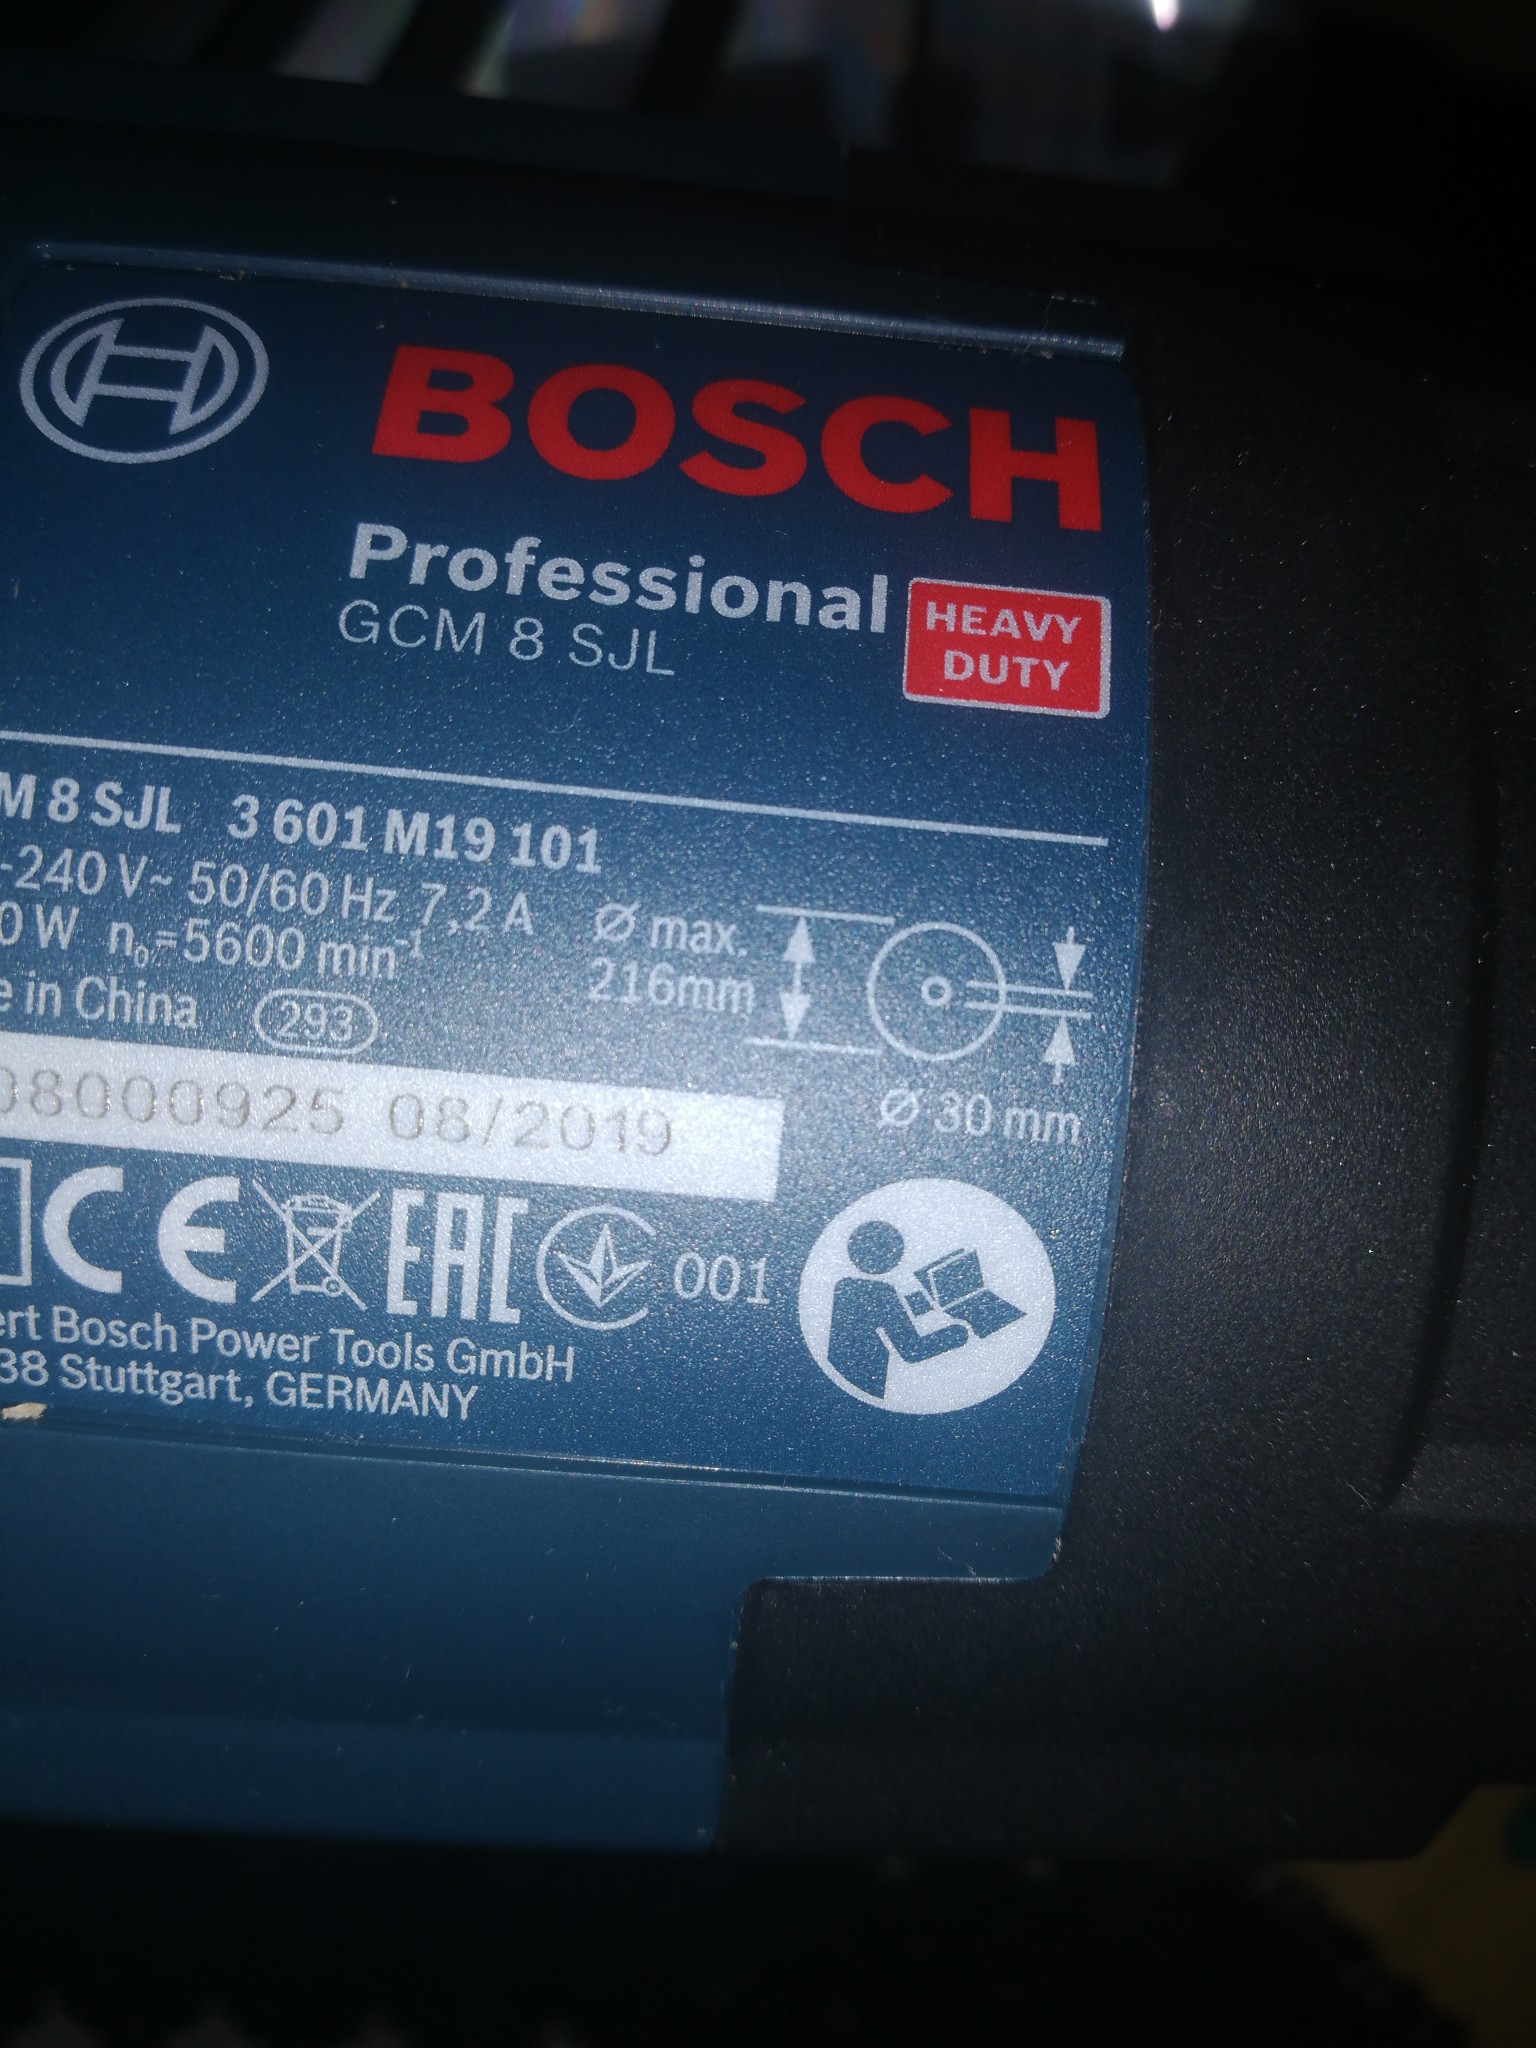 BOSCH
Professional
GCM 8 SJL
HEAVY
DUTY
M 8 SJL 3 601 M19 101
-240 V~ 50/60 Hz 7,2 A
0 W n₀=5600 min⁻¹
e in China 293
Ø max.
216mm
Ø 30 mm
08000925 08/2019
CE EAC 001
ert Bosch Power Tools GmbH
38 Stuttgart, GERMANY